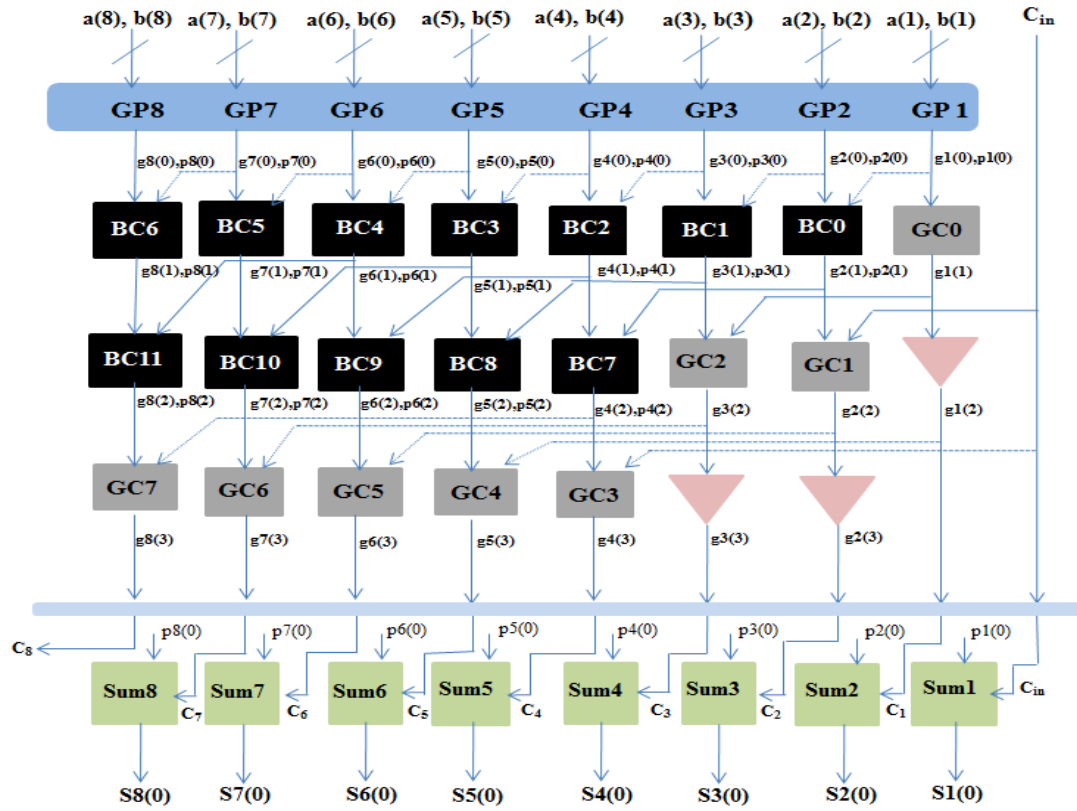 a(8), b(8) a(7), b(7) a(6), b(6) a(5), b(5) a(4), b(4) a(3), b(3) a(2), b(2) a(1), b(1) Cin
GP8 GP7 GP6 GP5 GP4 GP3 GP2 GP 1
g8(0),p8(0) g7(0),p7(0) g6(0),p6(0) g5(0),p5(0) g4(0),p4(0) g3(0),p3(0) g2(0),p2(0) g1(0),p1(0)
BC6 BC5 BC4 BC3 BC2 BC1 BC0 GC0
g8(1),p8(1) g7(1),p7(1) g6(1),p6(1) g5(1),p5(1) g4(1),p4(1) g3(1),p3(1) g2(1),p2(1) g1(1)
BC11 BC10 BC9 BC8 BC7 GC2 GC1
g8(2),p8(2) g7(2),p7(2) g6(2),p6(2) g5(2),p5(2) g4(2),p4(2) g3(2) g2(2) g1(2)
GC7 GC6 GC5 GC4 GC3
g8(3) g7(3) g6(3) g5(3) g4(3) g3(3) g2(3)
p8(0) p7(0) p6(0) p5(0) p4(0) p3(0) p2(0) p1(0)
C8
Sum8 Sum7 Sum6 Sum5 Sum4 Sum3 Sum2 Sum1
C7 C6 C5 C4 C3 C2 C1 Cin
S8(0) S7(0) S6(0) S5(0) S4(0) S3(0) S2(0) S1(0)